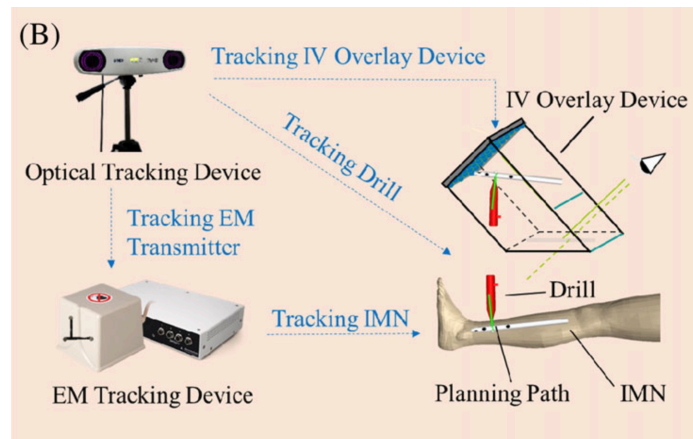 (B)
Tracking IV Overlay Device
IV Overlay Device
Tracking Drill
Optical Tracking Device
Tracking EM
Transmitter
Drill
Tracking IMN
EM Tracking Device
Planning Path
IMN